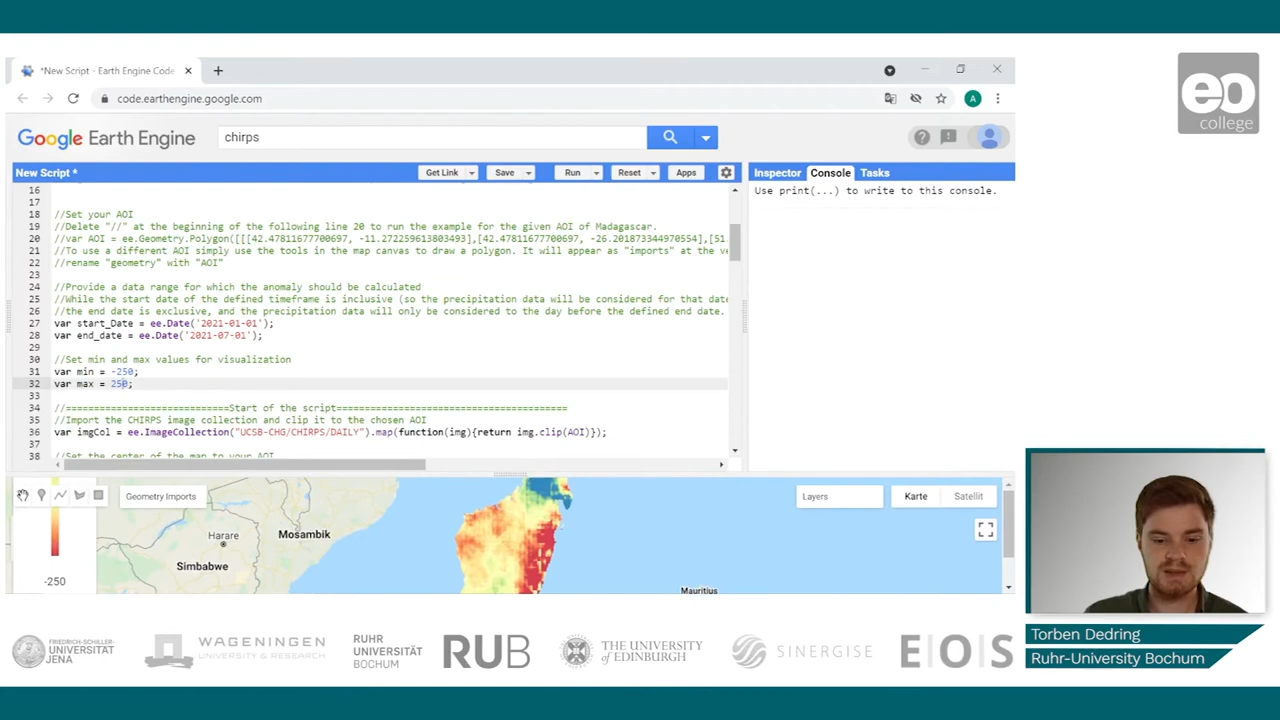 *New Script - Earth Engine Code
code.earthengine.google.com
A
eo
college
Google Earth Engine
chirps
New Script *
Get Link
Save
Run
Reset
Apps
Inspector
Console
Tasks
Use print(...) to write to this console.
16
17
18 //Set your AOI
19 //Delete "//" at the beginning of the following line 20 to run the example for the given AOI of Madagascar.
20 //var AOI = ee.Geometry.Polygon([[[42.47811677700697, -11.272259613803493],[42.47811677700697, -26.201873344970554],[51.
21 //To use a different AOI simply use the tools in the map canvas to draw a polygon. It will appear as "imports" at the ve
22 //rename "geometry" with "AOI"
23
24 //Provide a data range for which the anomaly should be calculated
25 //While the start date of the defined timeframe is inclusive (so the precipitation data will be considered for that date
26 //the end date is exclusive, and the precipitation data will only be considered to the day before the defined end date.
27 var start_Date = ee.Date('2021-01-01');
28 var end_date = ee.Date('2021-07-01');
29
30 //Set min and max values for visualization
31 var min = -250;
32 var max = 250;
33
34 //=============================Start of the script=========================================
35 //Import the CHIRPS image collection and clip it to the chosen AOI
36 var imgCol = ee.ImageCollection("UCSB-CHG/CHIRPS/DAILY").map(function(img){return img.clip(AOI)});
37
38 //Set the center of the map to your AOI
Geometry Imports
Layers
Karte
Satellit
Harare
Mosambik
Simbabwe
-250
Mauritius
Torben Dedring
Ruhr-University Bochum
FRIEDRICH-SCHILLER-
UNIVERSITÄT
JENA
WAGENINGEN
UNIVERSITY & RESEARCH
RUHR
UNIVERSITÄT
BOCHUM
RUB
THE UNIVERSITY
of EDINBURGH
SINERGISE
E|O|S